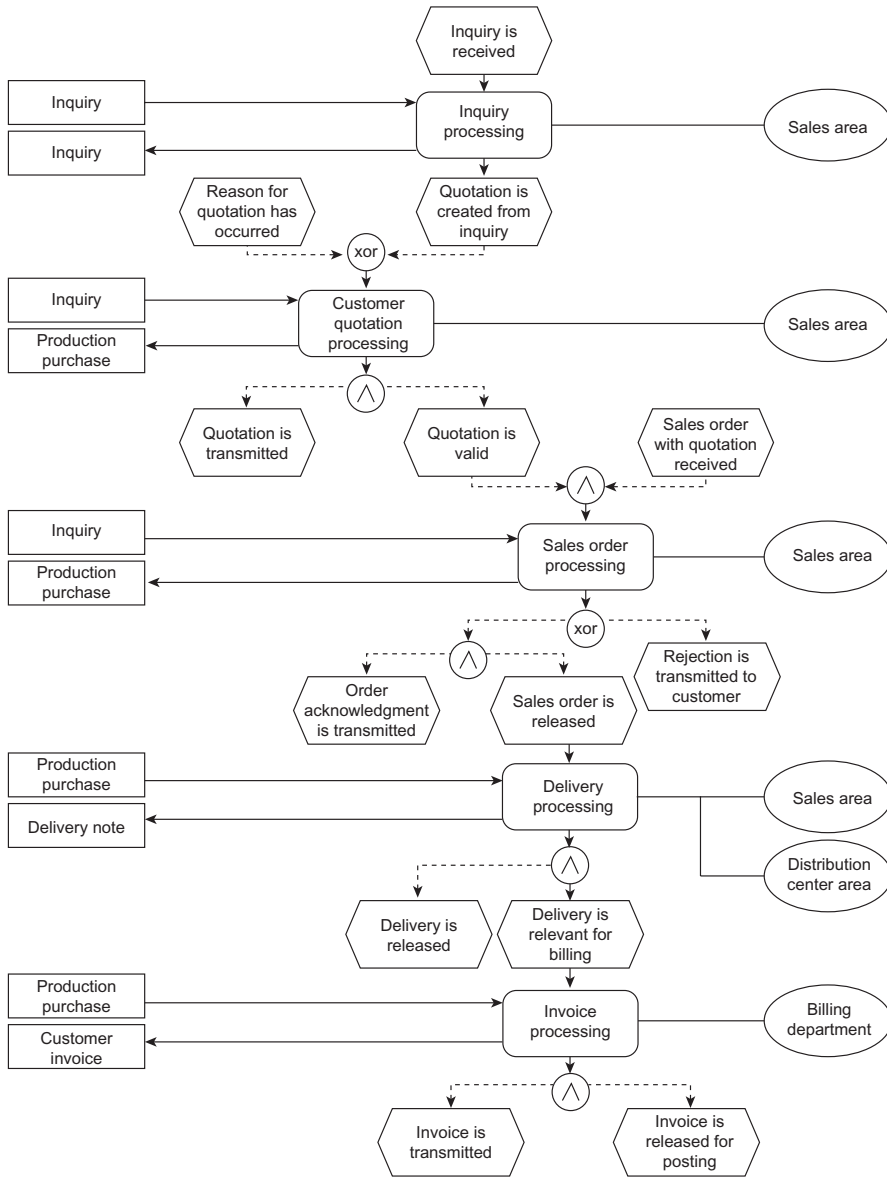 Inquiry is
received
Inquiry
Inquiry
processing
Sales area
Inquiry
Reason for
quotation has
occurred
Quotation is
created from
inquiry
xor
Inquiry
Customer
quotation
processing
Sales area
Production
purchase
Quotation is
transmitted
Quotation is
valid
Sales order
with quotation
received
Inquiry
Sales order
processing
Sales area
Production
purchase
xor
Order
acknowledgment
is transmitted
Sales order is
released
Rejection is
transmitted to
customer
Production
purchase
Delivery
processing
Sales area
Delivery note
Distribution
center area
Delivery is
released
Delivery is
relevant for
billing
Production
purchase
Invoice
processing
Billing
department
Customer
invoice
Invoice is
transmitted
Invoice is
released for
posting